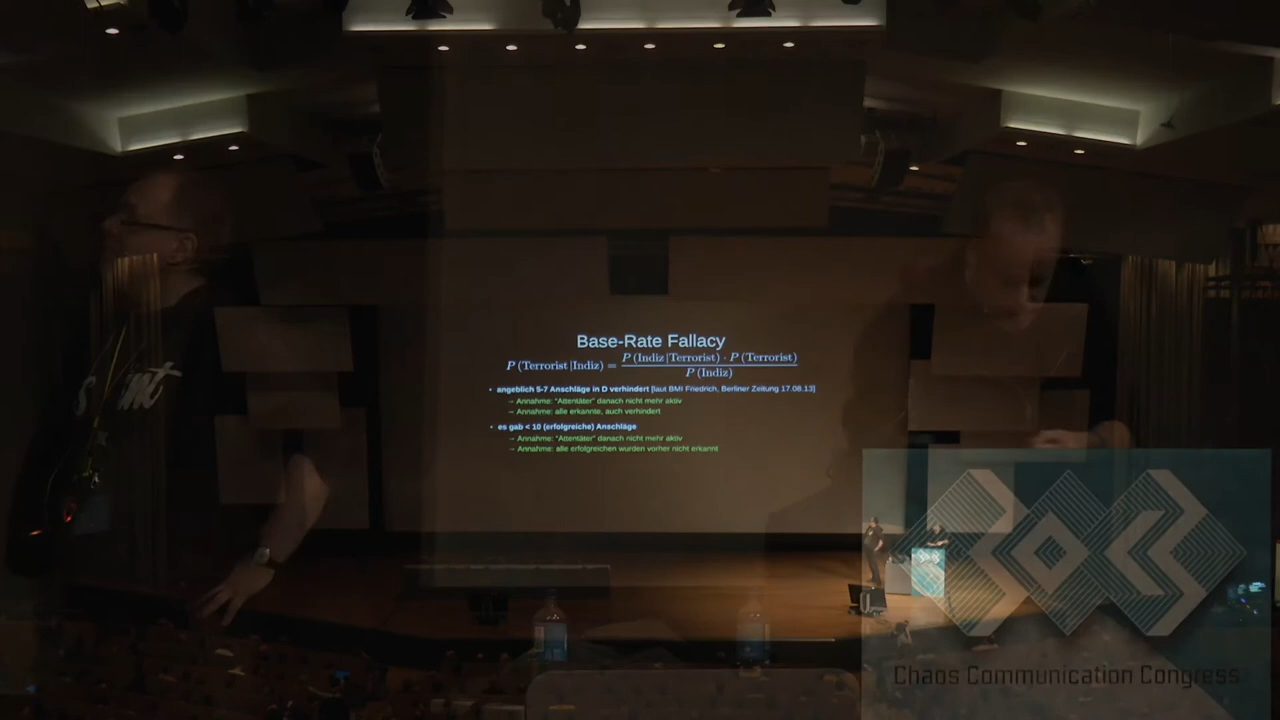 Base-Rate Fallacy
P (Terrorist | Indiz) = P (Indiz | Terrorist) · P (Terrorist) / P (Indiz)
• angeblich 5-7 Anschläge in D verhindert [laut BMI Friedrich, Berliner Zeitung 17.08.13]
→ Annahme: "Attentäter" danach nicht mehr aktiv
→ Annahme: alle erkannte, auch verhindert
• es gab < 10 (erfolgreiche) Anschläge
→ Annahme: "Attentäter" danach nicht mehr aktiv
→ Annahme: alle erfolgreichen wurden vorher nicht erkannt
30C3
Chaos Communication Congress